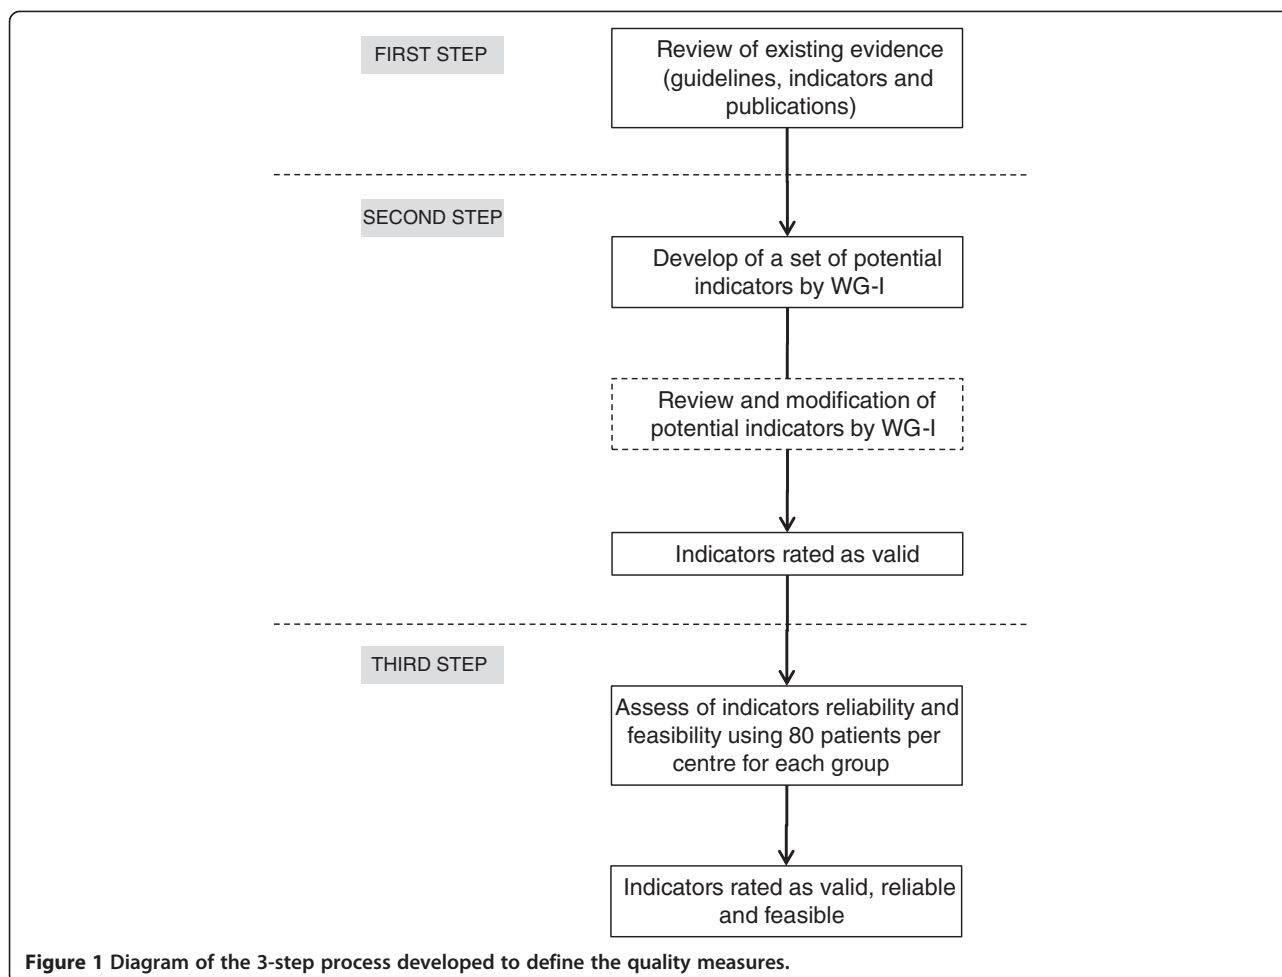 FIRST STEP
Review of existing evidence
(guidelines, indicators and
publications)
SECOND STEP
Develop of a set of potential
indicators by WG-I
Review and modification of
potential indicators by WG-I
Indicators rated as valid
THIRD STEP
Assess of indicators reliability and
feasibility using 80 patients per
centre for each group
Indicators rated as valid, reliable
and feasible
Figure 1 Diagram of the 3-step process developed to define the quality measures.